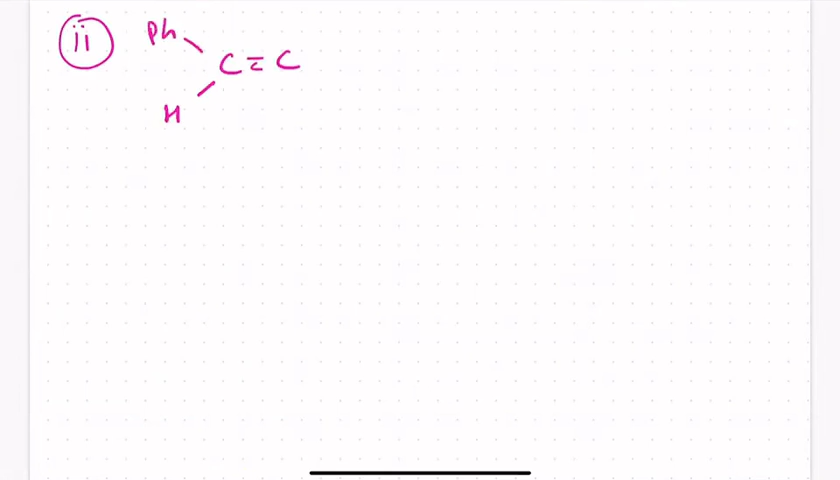 ii Ph
C = C
H